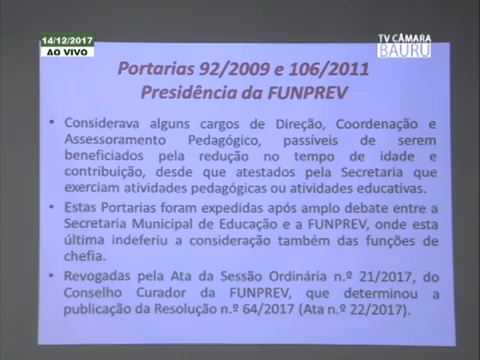 14/12/2017
AO VIVO
TV CÂMARA
BAURU
Portarias 92/2009 e 106/2011
Presidência da FUNPREV
• Considerava alguns cargos de Direção, Coordenação e
Assessoramento Pedagógico, passíveis de serem
beneficiados pela redução no tempo de idade e
contribuição, desde que atestados pela Secretaria que
exerciam atividades pedagógicas ou atividades educativas.
• Estas Portarias foram expedidas após amplo debate entre a
Secretaria Municipal de Educação e a FUNPREV, onde esta
última indeferiu a consideração também das funções de
chefia.
• Revogadas pela Ata da Sessão Ordinária n.º 21/2017, do
Conselho Curador da FUNPREV, que determinou a
publicação da Resolução n.º 64/2017 (Ata n.º 22/2017).